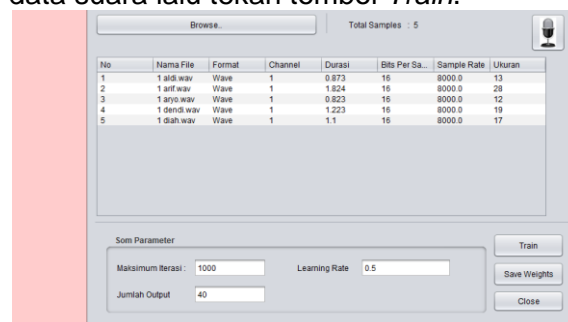 data suara lalu tekan tombol Train.
Browse.. Total Samples : 5
No Nama File Format Channel Durasi Bits Per Sa... Sample Rate Ukuran
1 1 aldi.wav Wave 1 0.873 16 8000.0 13
2 1 arif.wav Wave 1 1.824 16 8000.0 28
3 1 aryo.wav Wave 1 0.823 16 8000.0 12
4 1 dendi.wav Wave 1 1.223 16 8000.0 19
5 1 diah.wav Wave 1 1.1 16 8000.0 17
Som Parameter
Train
Maksimum Iterasi : 1000 Learning Rate 0.5
Save Weights
Jumlah Output 40
Close